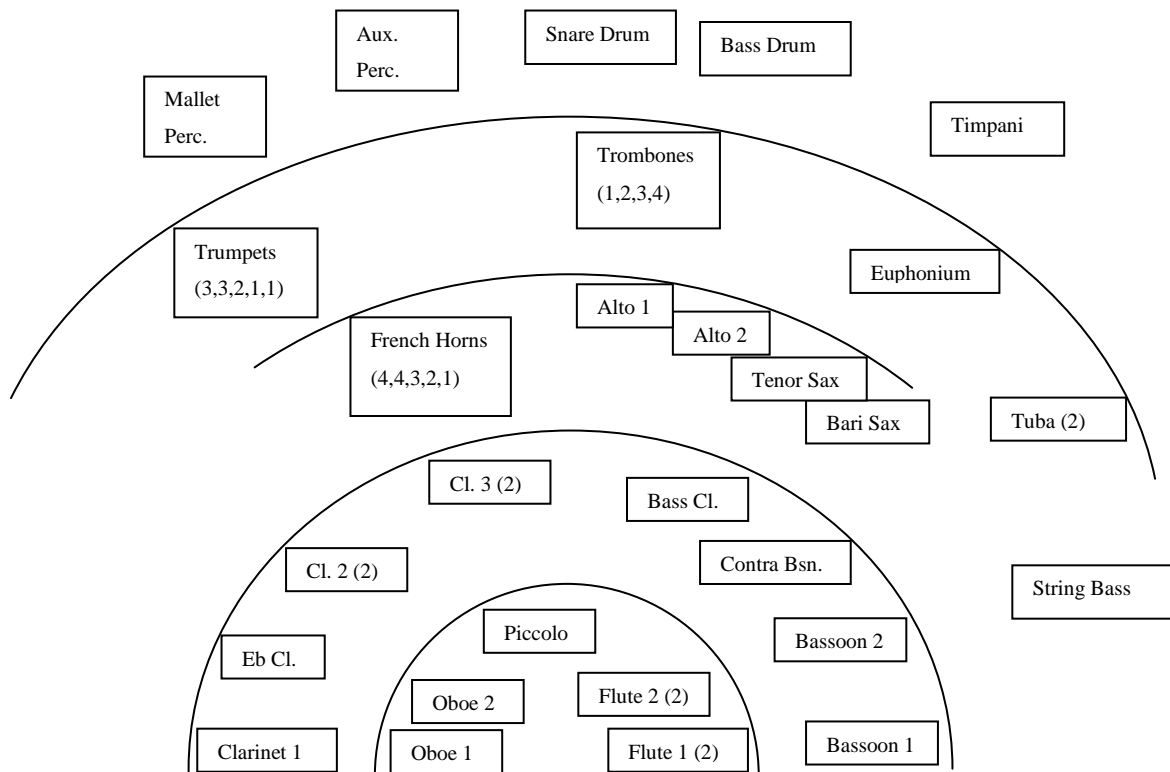 Aux.
Perc.
Snare Drum
Bass Drum
Mallet
Perc.
Timpani
Trombones
(1,2,3,4)
Trumpets
(3,3,2,1,1)
Euphonium
Alto 1
Alto 2
French Horns
(4,4,3,2,1)
Tenor Sax
Bari Sax
Tuba (2)
Cl. 3 (2)
Bass Cl.
Cl. 2 (2)
Contra Bsn.
String Bass
Piccolo
Bassoon 2
Eb Cl.
Oboe 2
Flute 2 (2)
Clarinet 1
Oboe 1
Flute 1 (2)
Bassoon 1